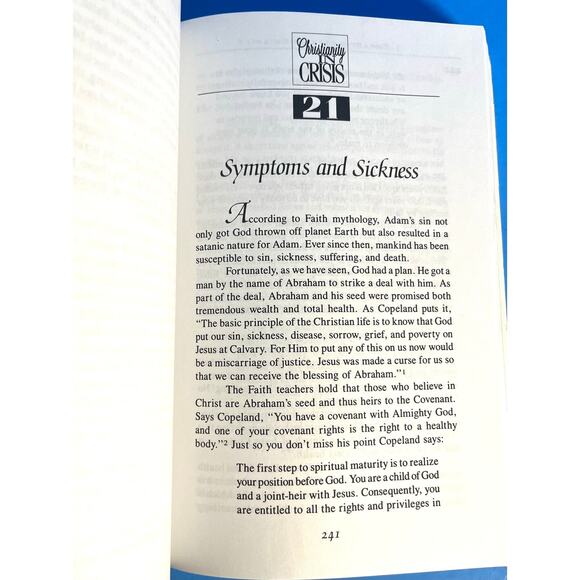 Christianity
IN
CRISIS
21
Symptoms and Sickness
According to Faith mythology, Adam's sin not
only got God thrown off planet Earth but also resulted in a
satanic nature for Adam. Ever since then, mankind has been
susceptible to sin, sickness, suffering, and death.
Fortunately, as we have seen, God had a plan. He got a
man by the name of Abraham to strike a deal with him. As
part of the deal, Abraham and his seed were promised both
tremendous wealth and total health. As Copeland puts it,
“The basic principle of the Christian life is to know that God
put our sin, sickness, disease, sorrow, grief, and poverty on
Jesus at Calvary. For Him to put any of this on us now would
be a miscarriage of justice. Jesus was made a curse for us so
that we can receive the blessing of Abraham.”¹
The Faith teachers hold that those who believe in
Christ are Abraham's seed and thus heirs to the Covenant.
Says Copeland, “You have a covenant with Almighty God,
and one of your covenant rights is the right to a healthy
body.”² Just so you don't miss his point Copeland says:
The first step to spiritual maturity is to realize
your position before God. You are a child of God
and a joint-heir with Jesus. Consequently, you
are entitled to all the rights and privileges in
241